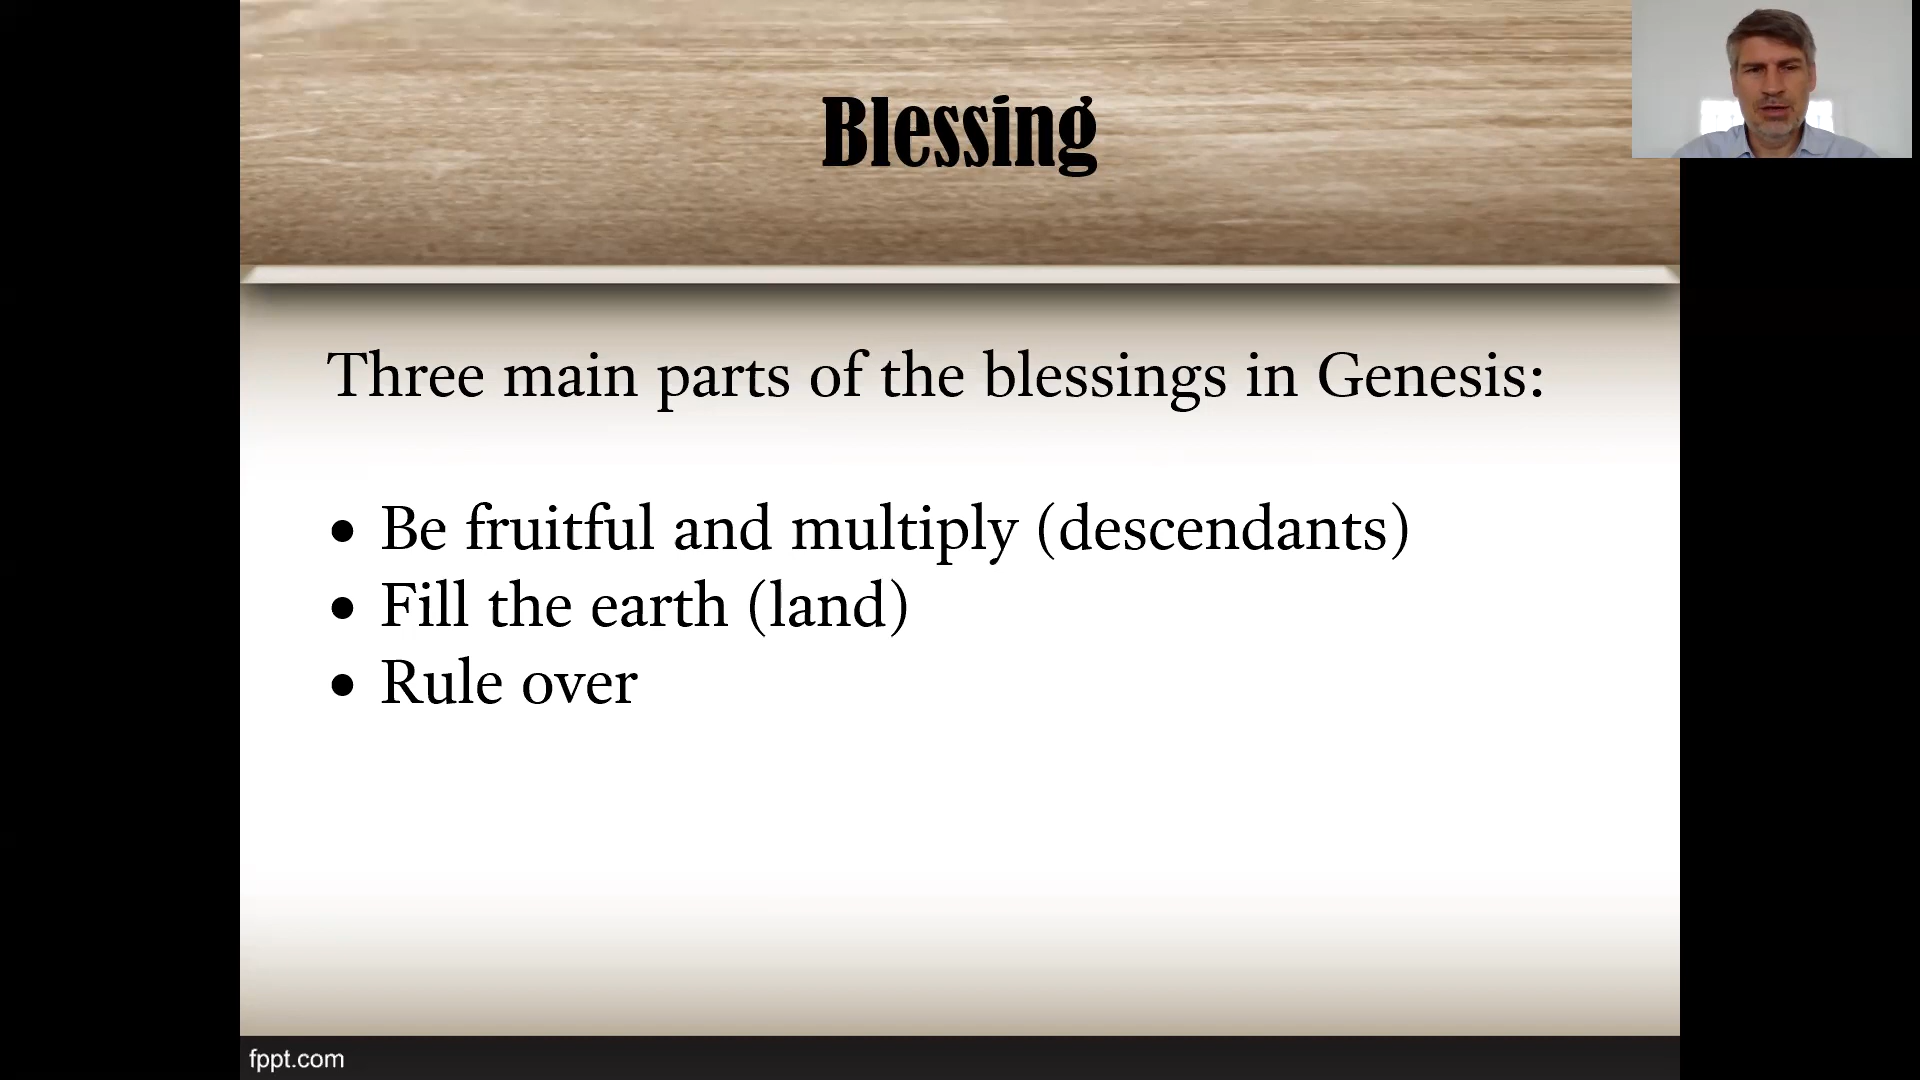 Blessing
Three main parts of the blessings in Genesis:
• Be fruitful and multiply (descendants)
• Fill the earth (land)
• Rule over
fppt.com